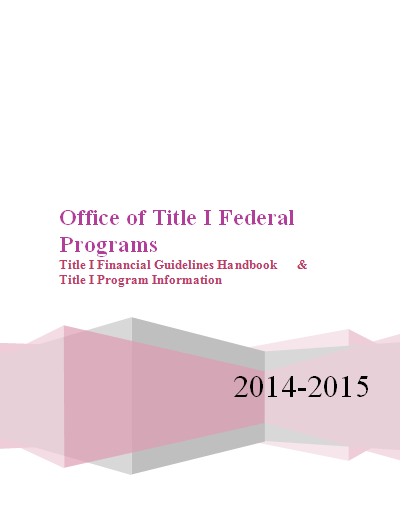 Office of Title I Federal
Programs
Title I Financial Guidelines Handbook &
Title I Program Information
2014-2015